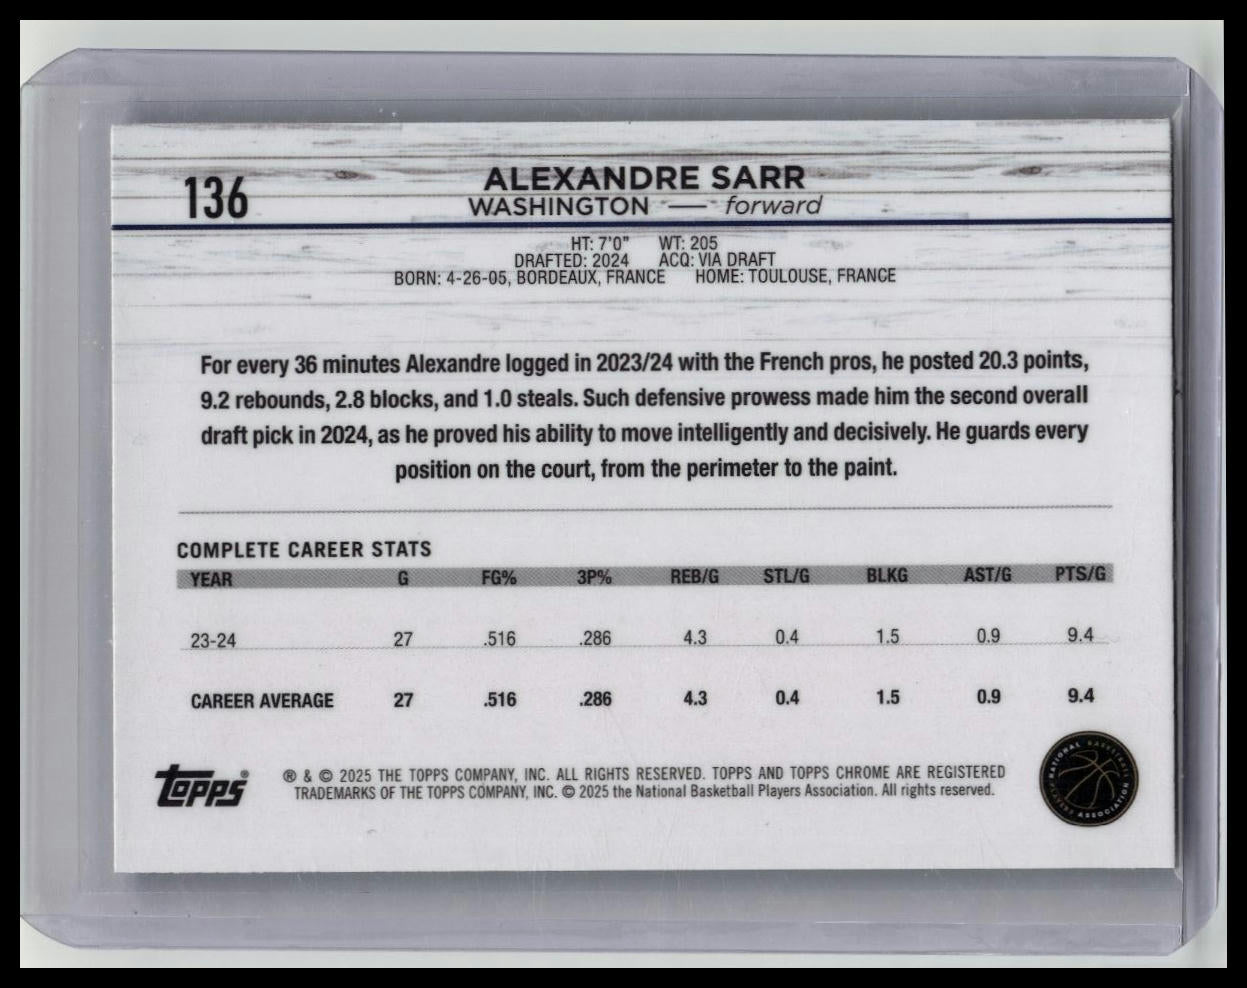 136
ALEXANDRE SARR
WASHINGTON — forward
HT: 7'0" WT: 205
DRAFTED: 2024 ACQ: VIA DRAFT
BORN: 4-26-05, BORDEAUX, FRANCE HOME: TOULOUSE, FRANCE
For every 36 minutes Alexandre logged in 2023/24 with the French pros, he posted 20.3 points,
9.2 rebounds, 2.8 blocks, and 1.0 steals. Such defensive prowess made him the second overall
draft pick in 2024, as he proved his ability to move intelligently and decisively. He guards every
position on the court, from the perimeter to the paint.
COMPLETE CAREER STATS
YEAR G FG% 3P% REB/G STL/G BLKG AST/G PTS/G
23-24 27 .516 .286 4.3 0.4 1.5 0.9 9.4
CAREER AVERAGE 27 .516 .286 4.3 0.4 1.5 0.9 9.4
Topps®
® & © 2025 THE TOPPS COMPANY, INC. ALL RIGHTS RESERVED. TOPPS AND TOPPS CHROME ARE REGISTERED
TRADEMARKS OF THE TOPPS COMPANY, INC. © 2025 the National Basketball Players Association. All rights reserved.
NATIONAL BASKETBALL PLAYERS ASSOCIATION